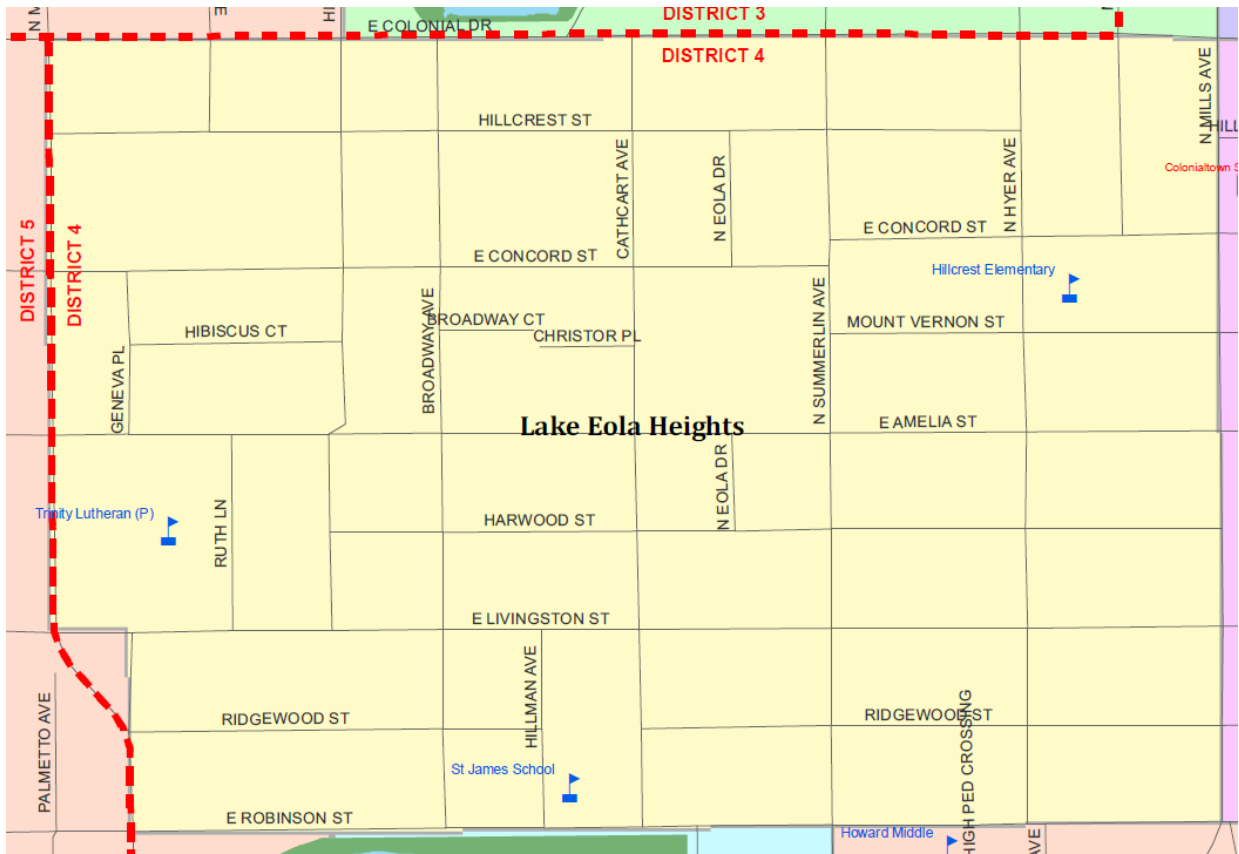 N M
E
HI
E COLONIAL DR
DISTRICT 3
DISTRICT 4
N MILLS AVE
HILL
HILLCREST ST
CATHCART AVE
N EOLA DR
N HYER AVE
Colonialtown S
DISTRICT 5
DISTRICT 4
E CONCORD ST
E CONCORD ST
Hillcrest Elementary
BROADWAY AVE
BROADWAY CT
CHRISTOR PL
N SUMMERLIN AVE
MOUNT VERNON ST
HIBISCUS CT
GENEVA PL
Lake Eola Heights
E AMELIA ST
N EOLA DR
Trinity Lutheran (P)
RUTH LN
HARWOOD ST
E LIVINGSTON ST
HILLMAN AVE
PALMETTO AVE
RIDGEWOOD ST
RIDGEWOOD ST
HIGH PED CROSSING
St James School
E ROBINSON ST
Howard Middle
AVE